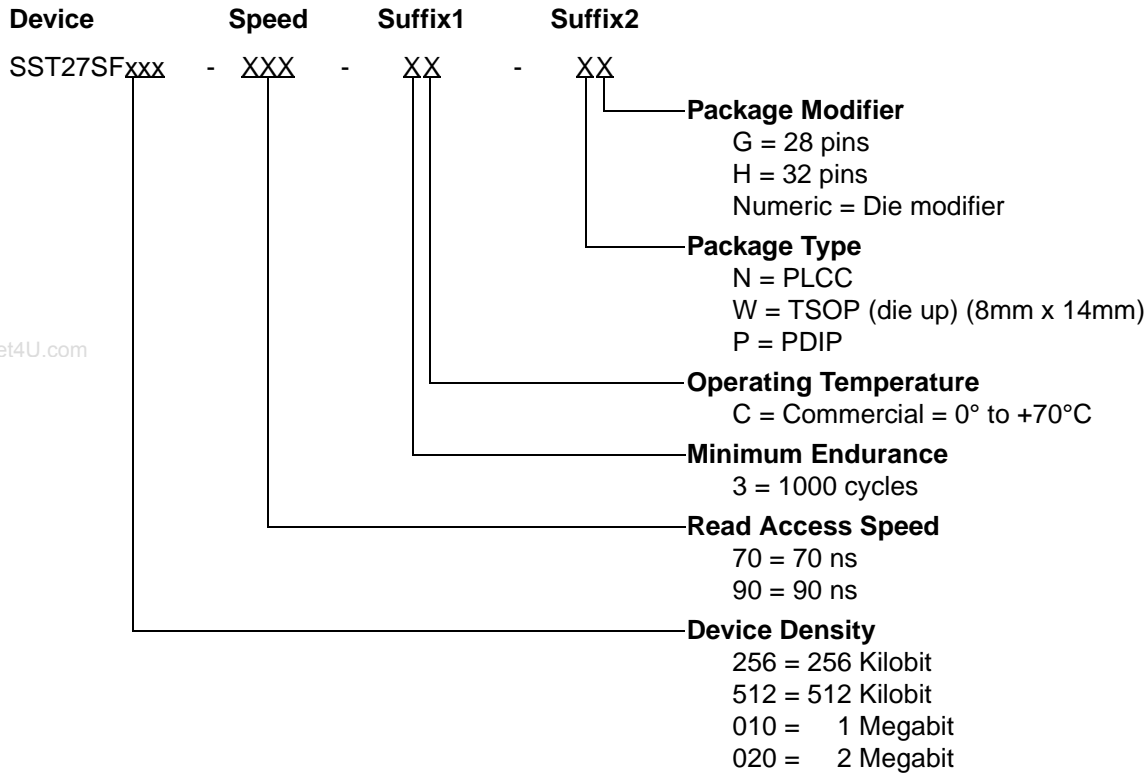 Device Speed Suffix1 Suffix2
SST27SFxxx - XXX - XX - XX
Package Modifier
G = 28 pins
H = 32 pins
Numeric = Die modifier
Package Type
N = PLCC
W = TSOP (die up) (8mm x 14mm)
P = PDIP
et4U.com
Operating Temperature
C = Commercial = 0° to +70°C
Minimum Endurance
3 = 1000 cycles
Read Access Speed
70 = 70 ns
90 = 90 ns
Device Density
256 = 256 Kilobit
512 = 512 Kilobit
010 = 1 Megabit
020 = 2 Megabit